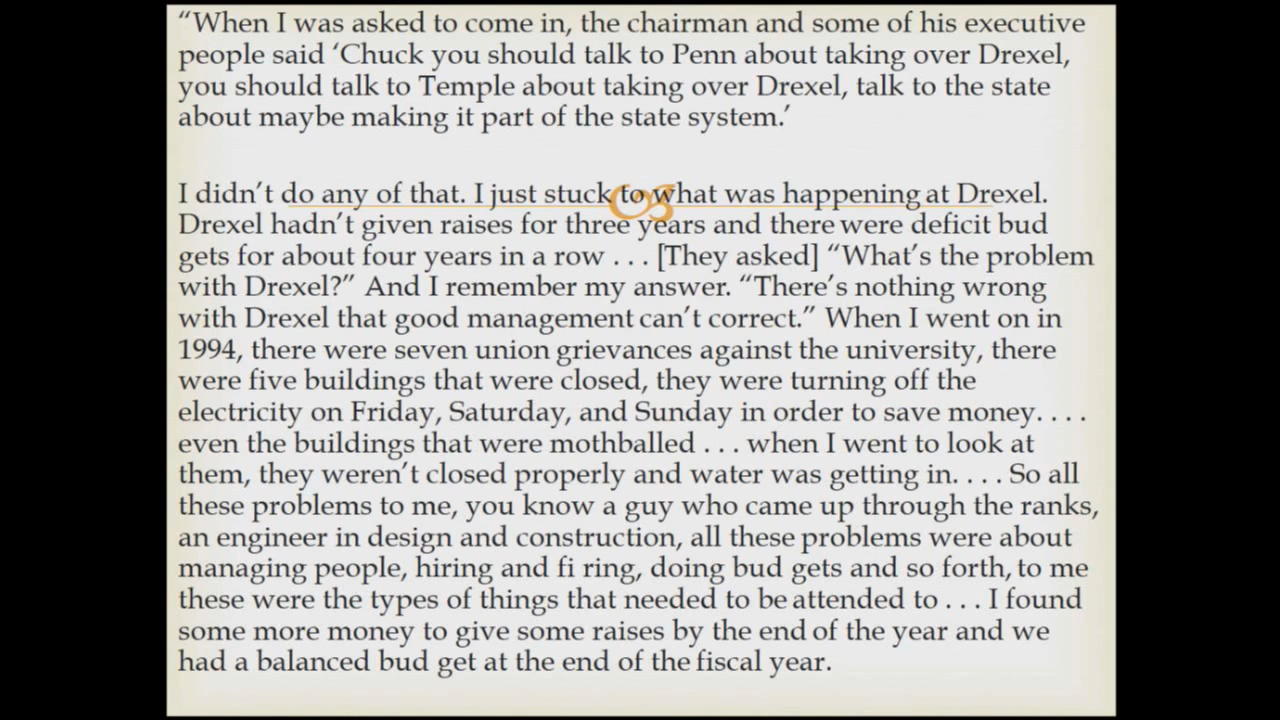 “When I was asked to come in, the chairman and some of his executive
people said ‘Chuck you should talk to Penn about taking over Drexel,
you should talk to Temple about taking over Drexel, talk to the state
about maybe making it part of the state system.’
I didn’t do any of that. I just stuck to what was happening at Drexel.
Drexel hadn’t given raises for three years and there were deficit bud
gets for about four years in a row . . . [They asked] “What’s the problem
with Drexel?” And I remember my answer. “There’s nothing wrong
with Drexel that good management can’t correct.” When I went on in
1994, there were seven union grievances against the university, there
were five buildings that were closed, they were turning off the
electricity on Friday, Saturday, and Sunday in order to save money. . . .
even the buildings that were mothballed . . . when I went to look at
them, they weren’t closed properly and water was getting in. . . . So all
these problems to me, you know a guy who came up through the ranks,
an engineer in design and construction, all these problems were about
managing people, hiring and fi ring, doing bud gets and so forth, to me
these were the types of things that needed to be attended to . . . I found
some more money to give some raises by the end of the year and we
had a balanced bud get at the end of the fiscal year.